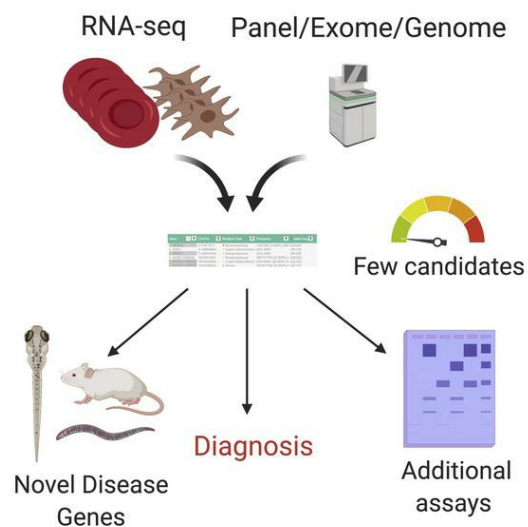 RNA-seq
Panel/Exome/Genome
Few candidates
Diagnosis
Novel Disease
Genes
Additional
assays